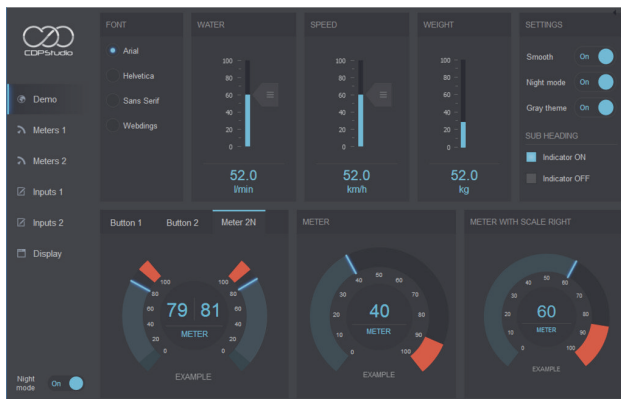 CDPStudio
Demo
Meters 1
Meters 2
Inputs 1
Inputs 2
Display
Night mode On
FONT
Arial
Helvetica
Sans Serif
Webdings
WATER
100
80
60
40
20
0
52.0
l/min
SPEED
100
80
60
40
20
0
52.0
km/h
WEIGHT
100
80
60
40
20
0
52.0
kg
SETTINGS
Smooth On
Night mode On
Gray theme On
SUB HEADING
Indicator ON
Indicator OFF
Button 1 Button 2 Meter 2N
100 100
80 80
60 60
40 40
20 20
0 0
79 81
METER
EXAMPLE
METER
0 10 20 30 40 50 60 70 80 90 100
40
METER
EXAMPLE
METER WITH SCALE RIGHT
0 10 20 30 40 50 60 70 80 90 100
60
METER
EXAMPLE